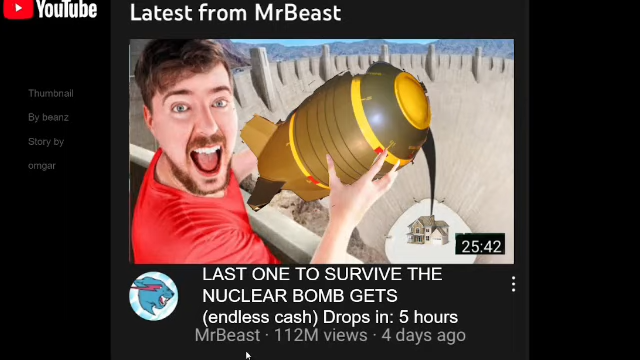 YouTube
Latest from MrBeast
Thumbnail
By beanz
Story by
omgar
25:42
LAST ONE TO SURVIVE THE
NUCLEAR BOMB GETS
(endless cash) Drops in: 5 hours
MrBeast · 112M views · 4 days ago